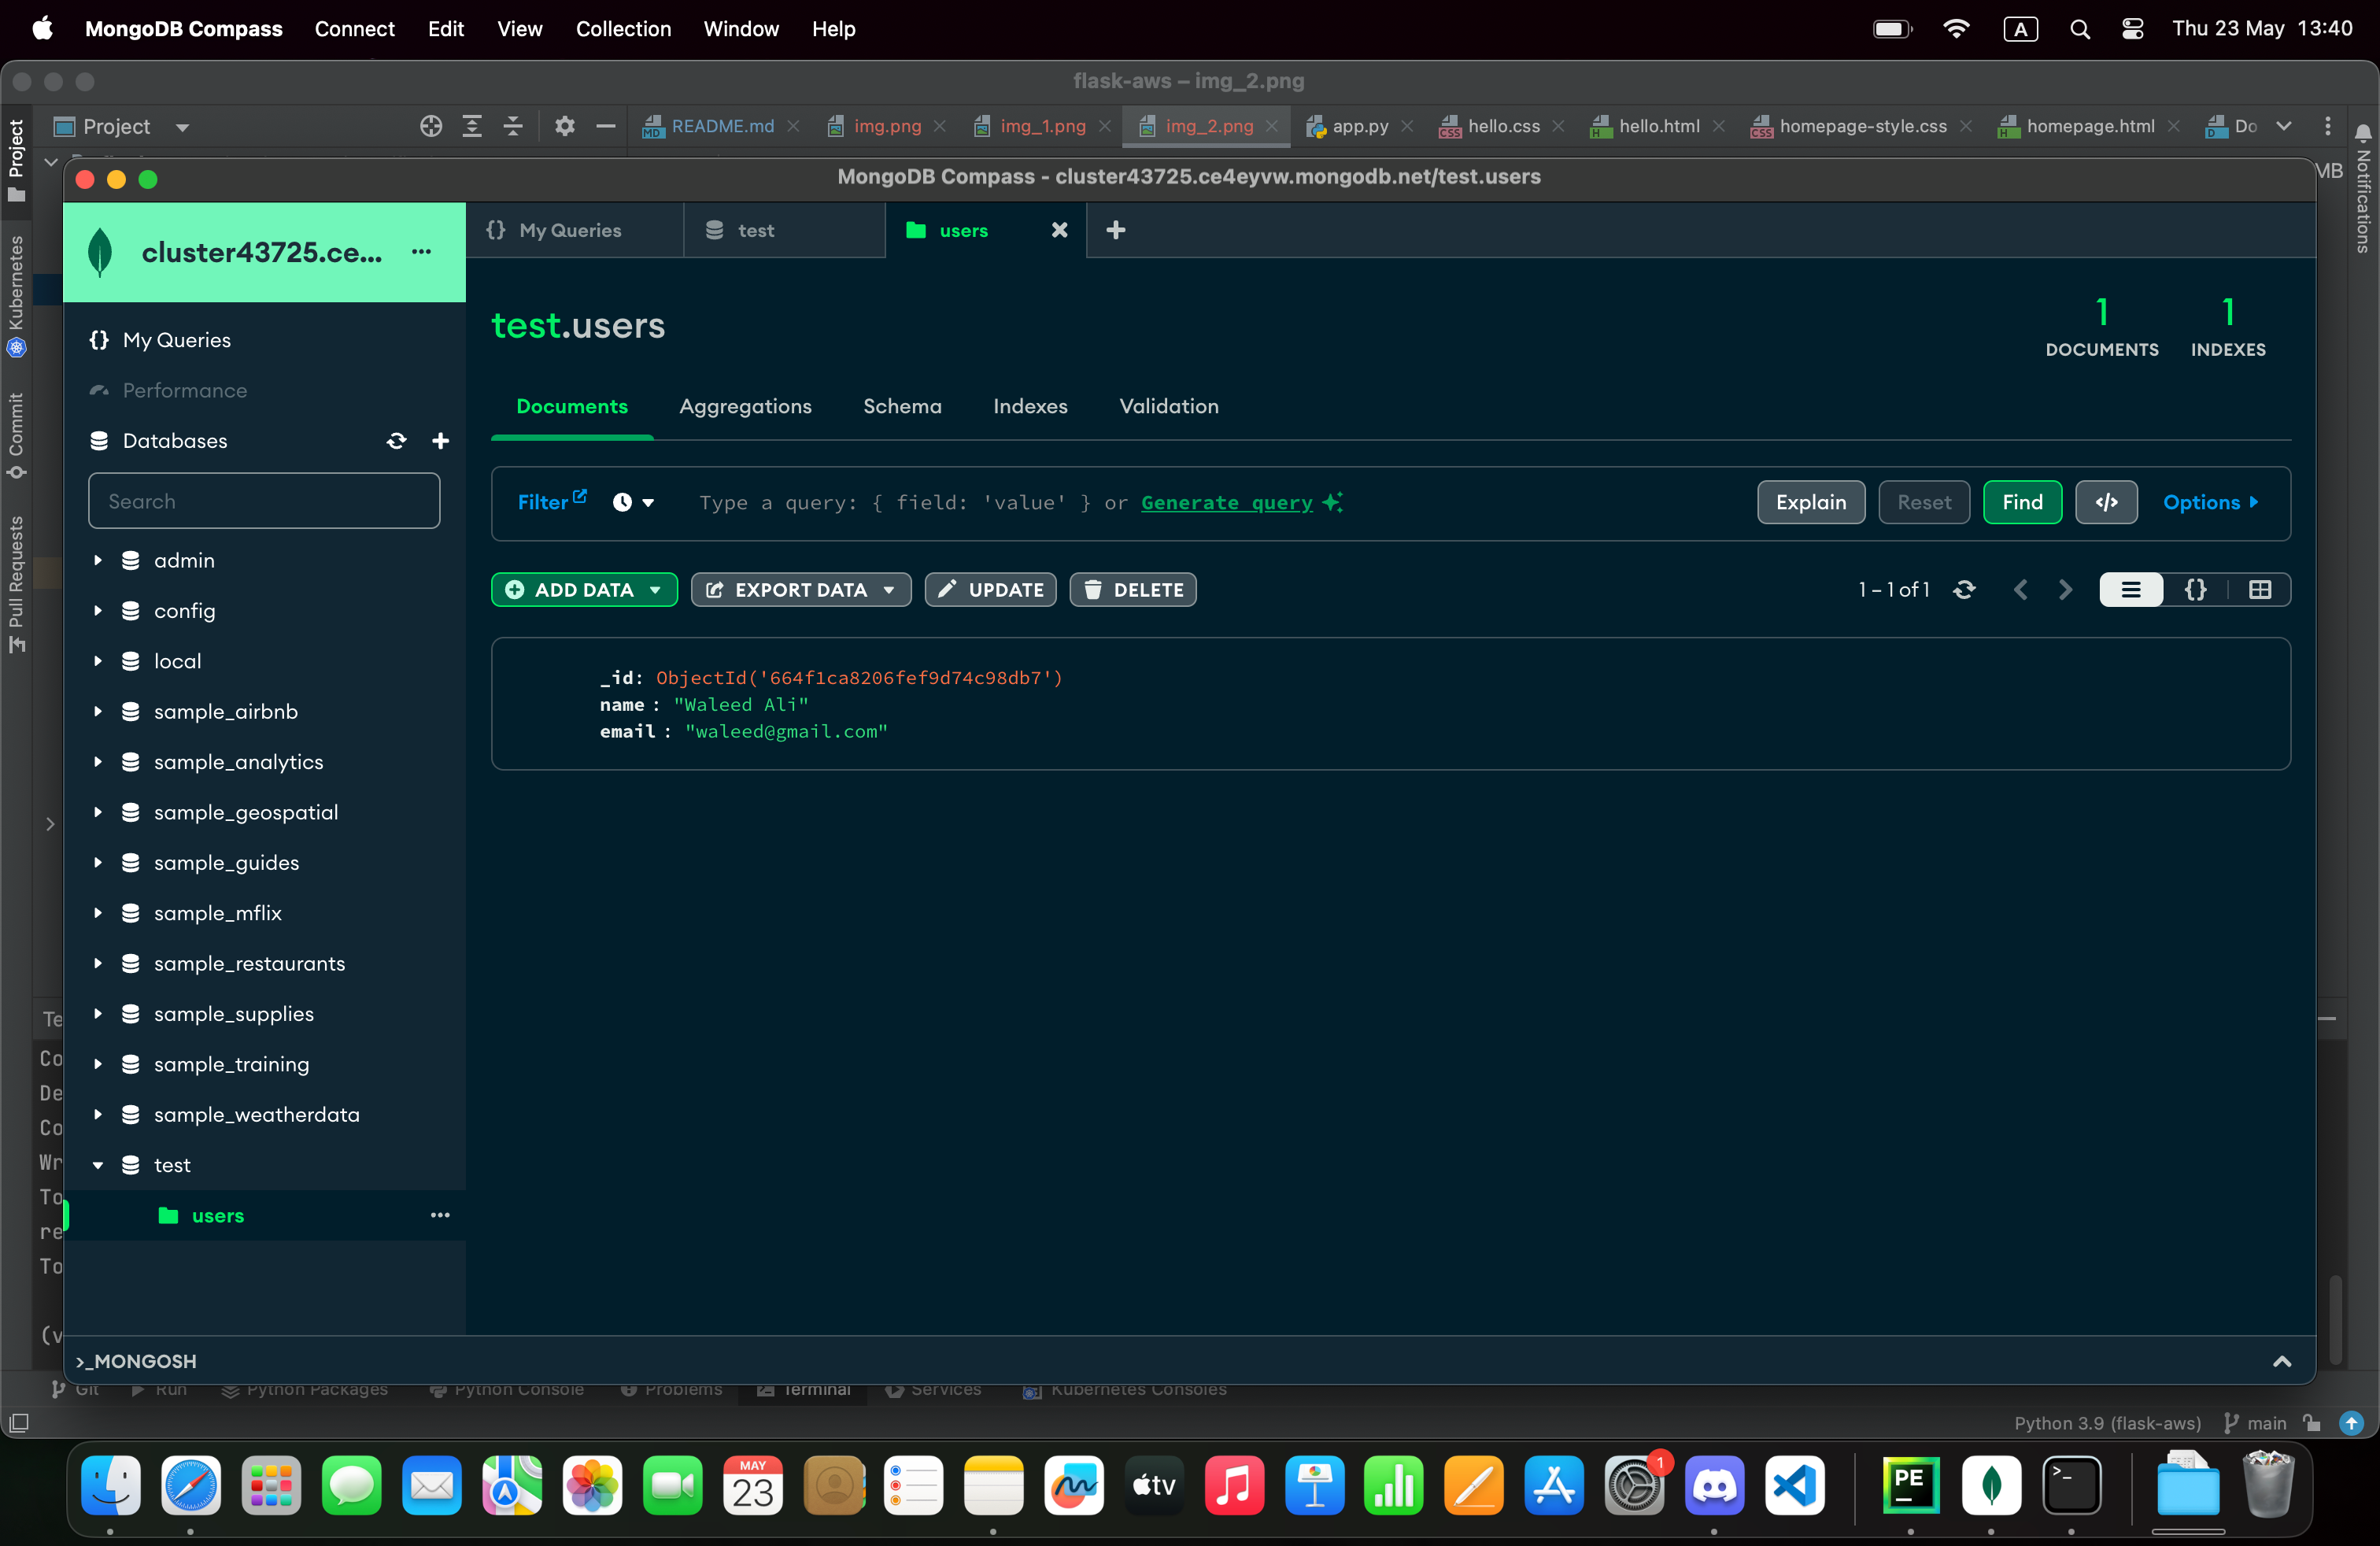 MongoDB Compass Connect Edit View Collection Window Help A Thu 23 May 13:40
flask-aws – img_2.png
Project README.md img.png img_1.png img_2.png app.py hello.css hello.html homepage-style.css homepage.html Do
MongoDB Compass - cluster43725.ce4eyvw.mongodb.net/test.users
MB
Project
Kubernetes
Commit
Pull Requests
Notifications
cluster43725.ce... ...
{} My Queries test users
{} My Queries
Performance
Databases
Search
admin
config
local
sample_airbnb
sample_analytics
sample_geospatial
sample_guides
sample_mflix
sample_restaurants
sample_supplies
sample_training
sample_weatherdata
test
users ...
test.users
1 DOCUMENTS
1 INDEXES
Documents Aggregations Schema Indexes Validation
Filter Type a query: { field: 'value' } or Generate query Explain Reset Find </> Options
ADD DATA EXPORT DATA UPDATE DELETE 1 – 1 of 1 {}
_id: ObjectId('664f1ca8206fef9d74c98db7')
name : "Waleed Ali"
email : "waleed@gmail.com"
Te
Co
De
Co
Wr
To
re
To
(v
>_MONGOSH
Git Run Python Packages Python Console Problems Terminal Services Kubernetes Consoles
Python 3.9 (flask-aws) main
MAY
23
tv
1
PE
>_